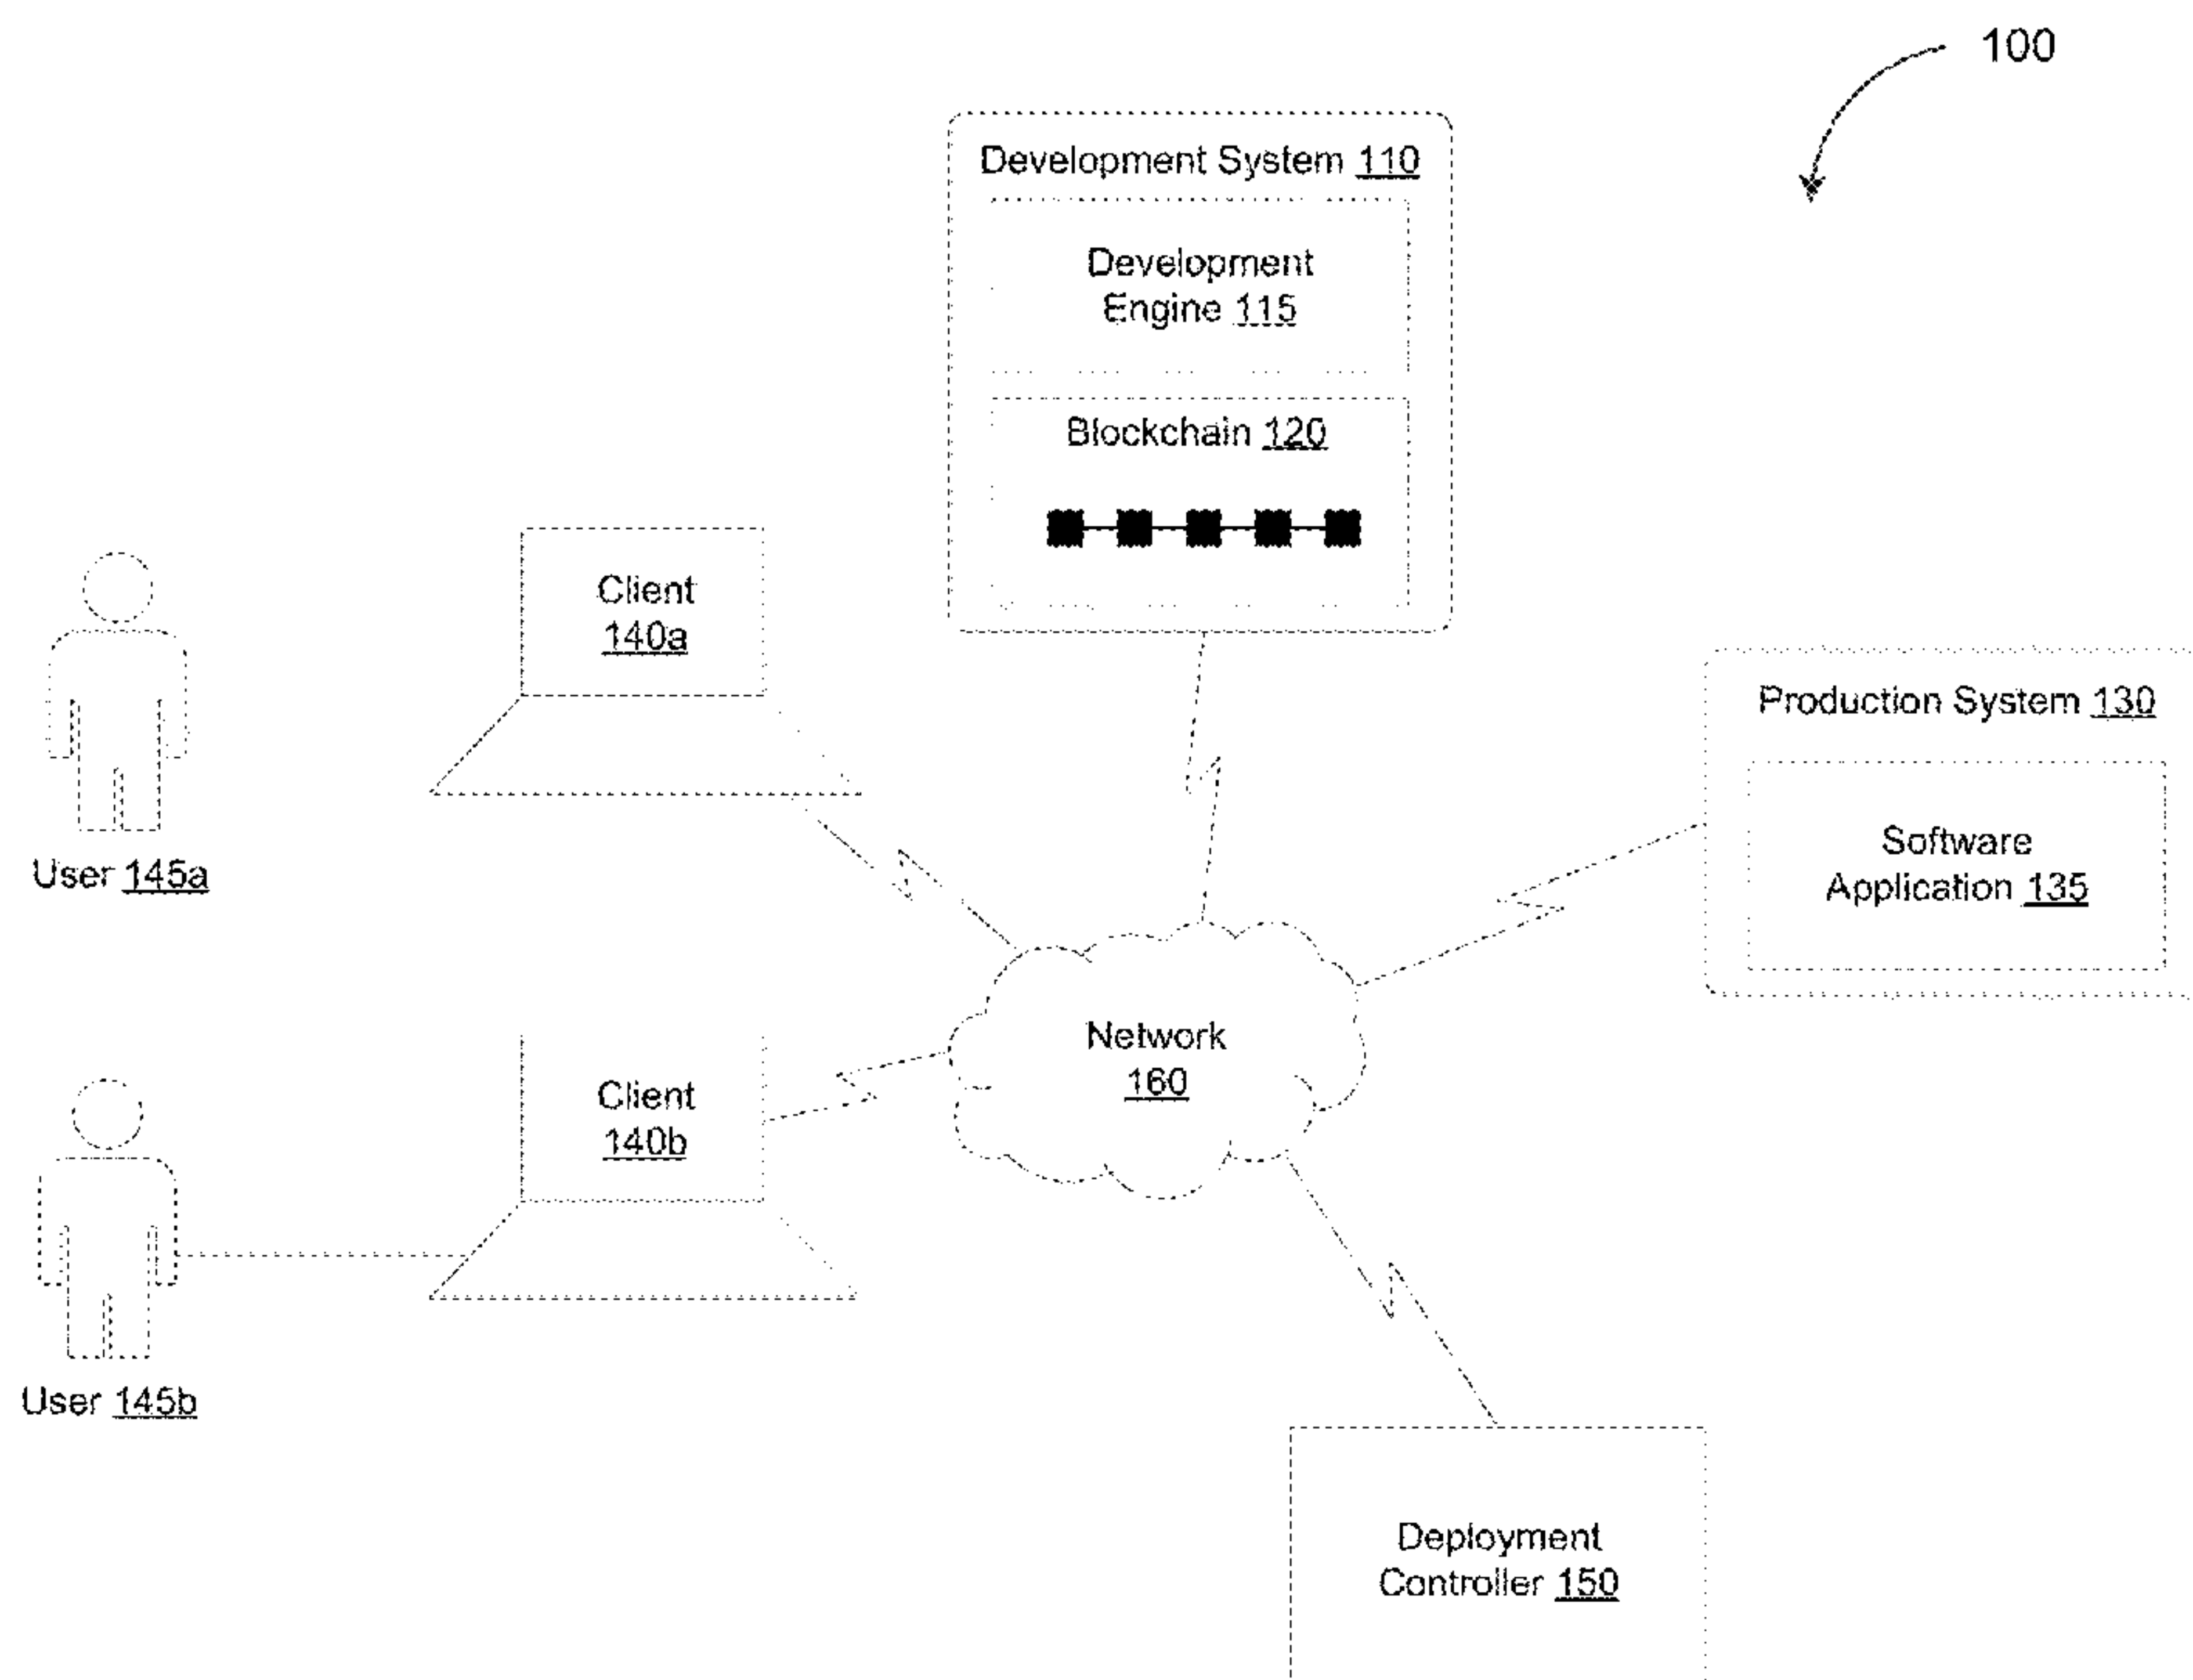 100
Development System 110
Development
Engine 115
Blockchain 120
Client
140a
User 145a
Production System 130
Software
Application 135
Network
160
Client
140b
User 145b
Deployment
Controller 150